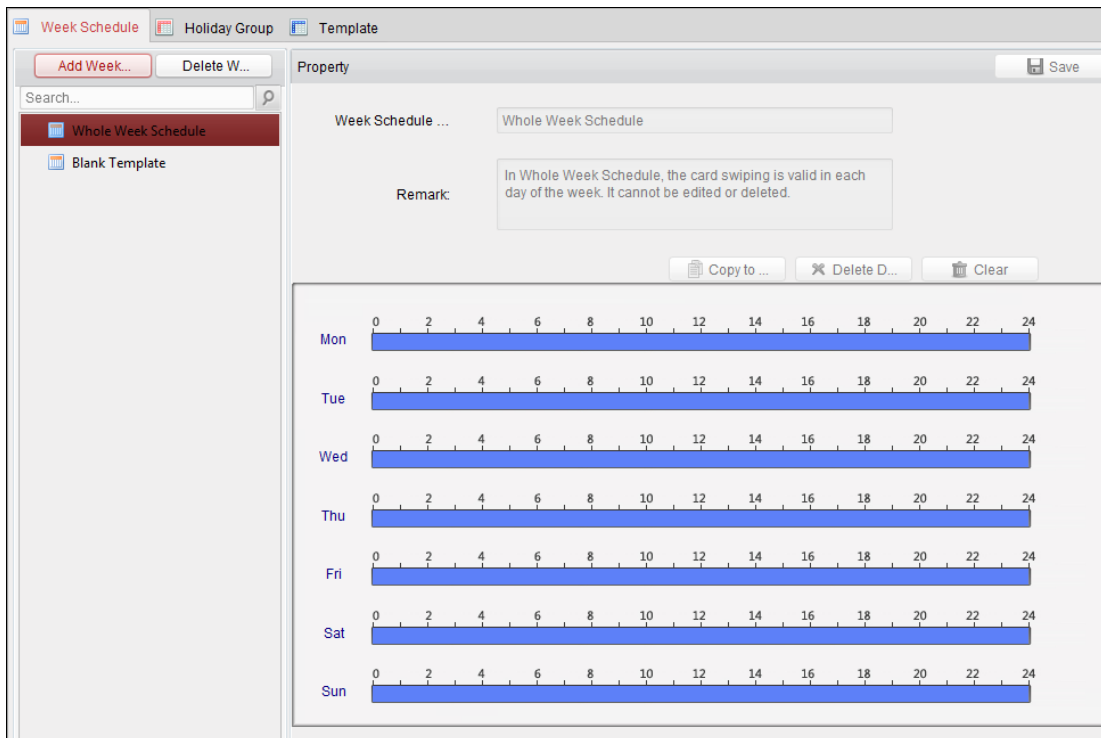 Week Schedule Holiday Group Template
Add Week... Delete W... Property Save
Search...
Whole Week Schedule
Blank Template
Week Schedule ... Whole Week Schedule
Remark: In Whole Week Schedule, the card swiping is valid in each
day of the week. It cannot be edited or deleted.
Copy to ... Delete D... Clear
0 2 4 6 8 10 12 14 16 18 20 22 24
Mon
0 2 4 6 8 10 12 14 16 18 20 22 24
Tue
0 2 4 6 8 10 12 14 16 18 20 22 24
Wed
0 2 4 6 8 10 12 14 16 18 20 22 24
Thu
0 2 4 6 8 10 12 14 16 18 20 22 24
Fri
0 2 4 6 8 10 12 14 16 18 20 22 24
Sat
0 2 4 6 8 10 12 14 16 18 20 22 24
Sun